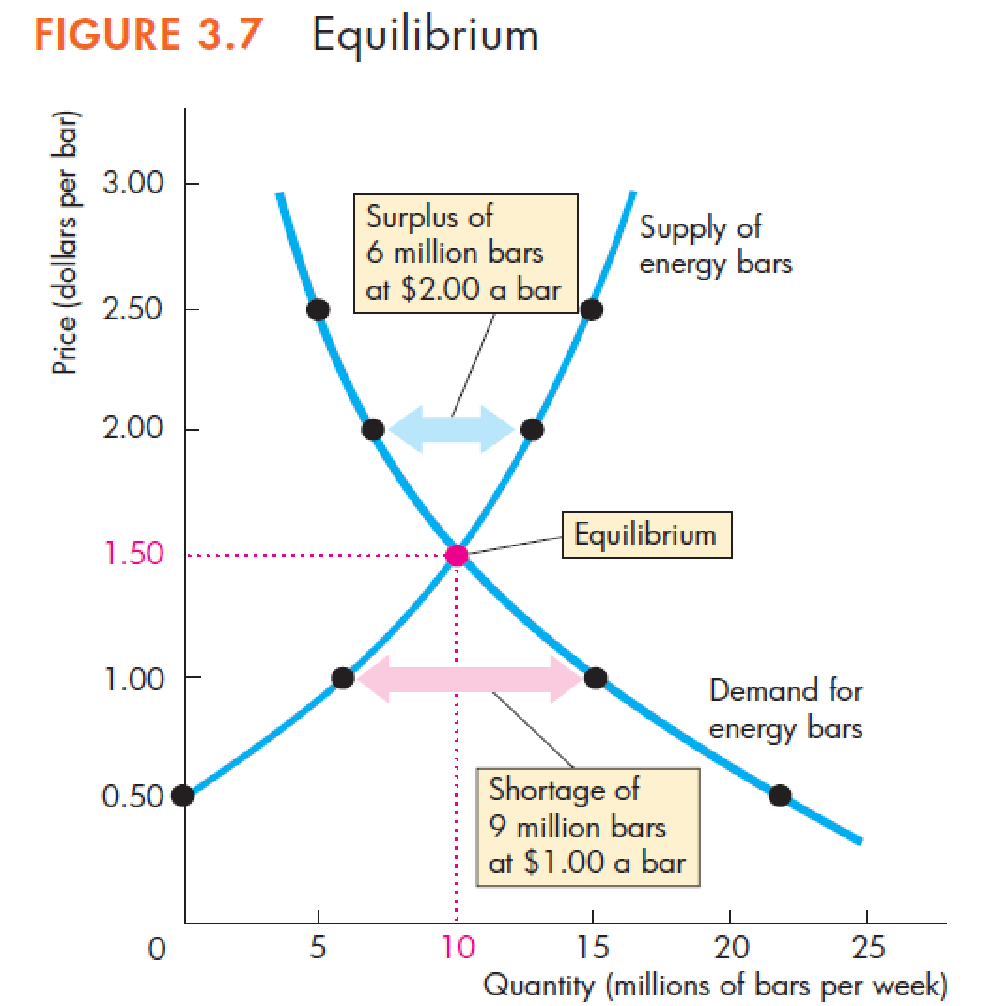 FIGURE 3.7 Equilibrium
Price (dollars per bar)
3.00
2.50
2.00
1.50
1.00
0.50
0
5
10
15
20
25
Quantity (millions of bars per week)
Surplus of
6 million bars
at $2.00 a bar
Supply of
energy bars
Equilibrium
Demand for
energy bars
Shortage of
9 million bars
at $1.00 a bar